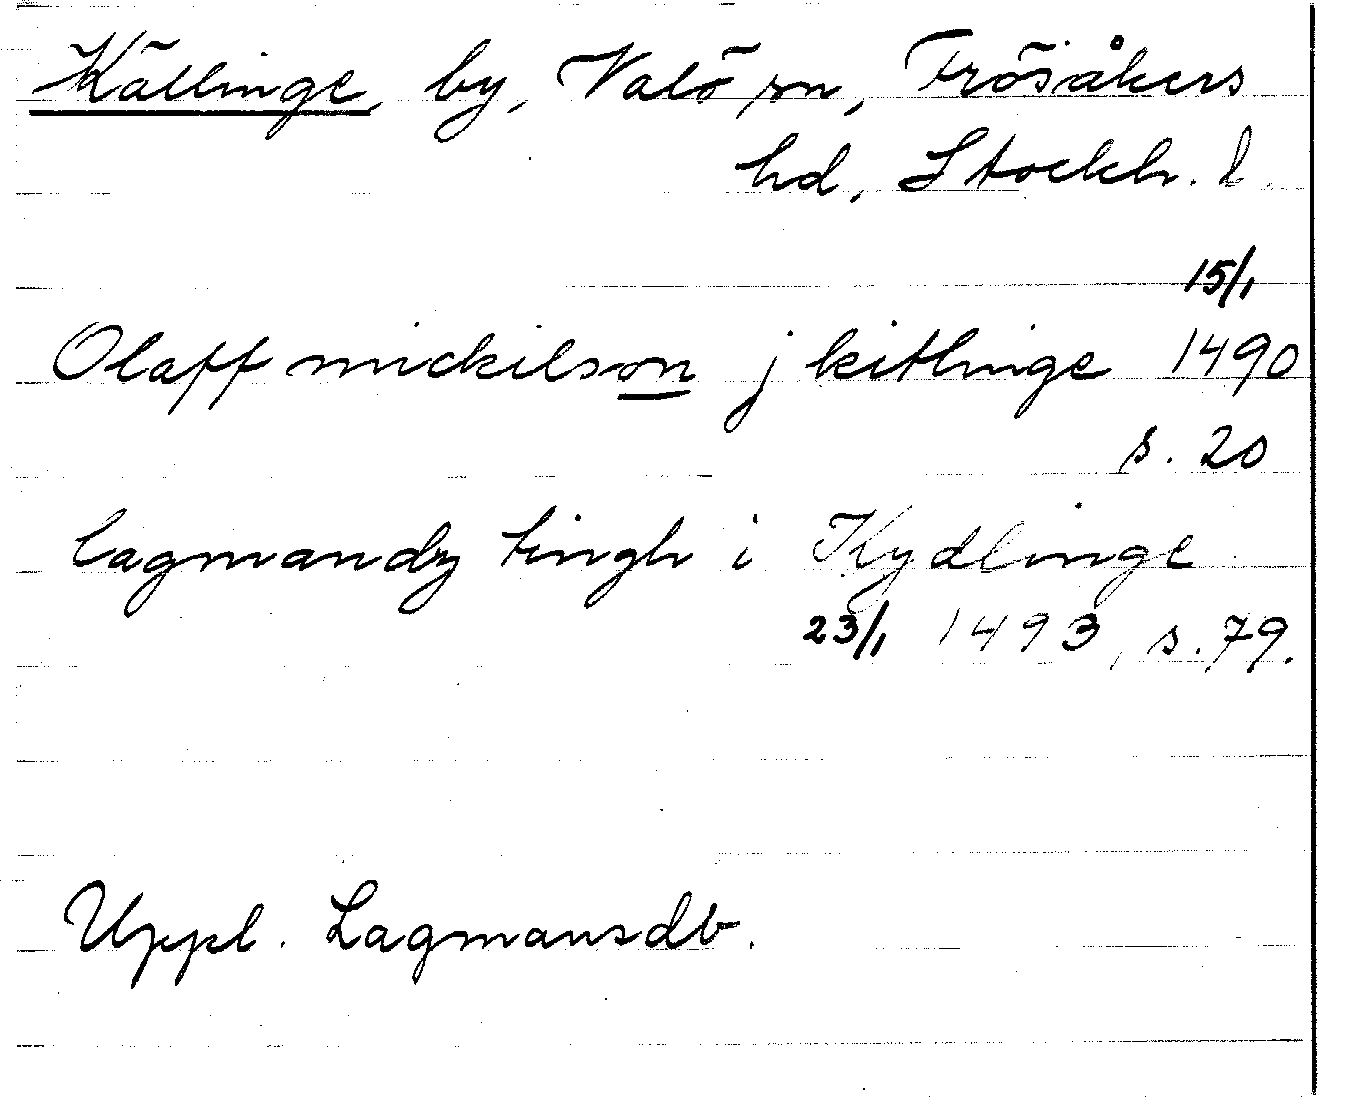 Källinge, by, Valö sn, Frösåkers
hd, Stockh. l.
15/1
Olaff mickilson j kitlinge 1490
s. 20
lagmandz tingh i Kydlinge
23/1 1493, s. 79.
Uppl. Lagmansdb.